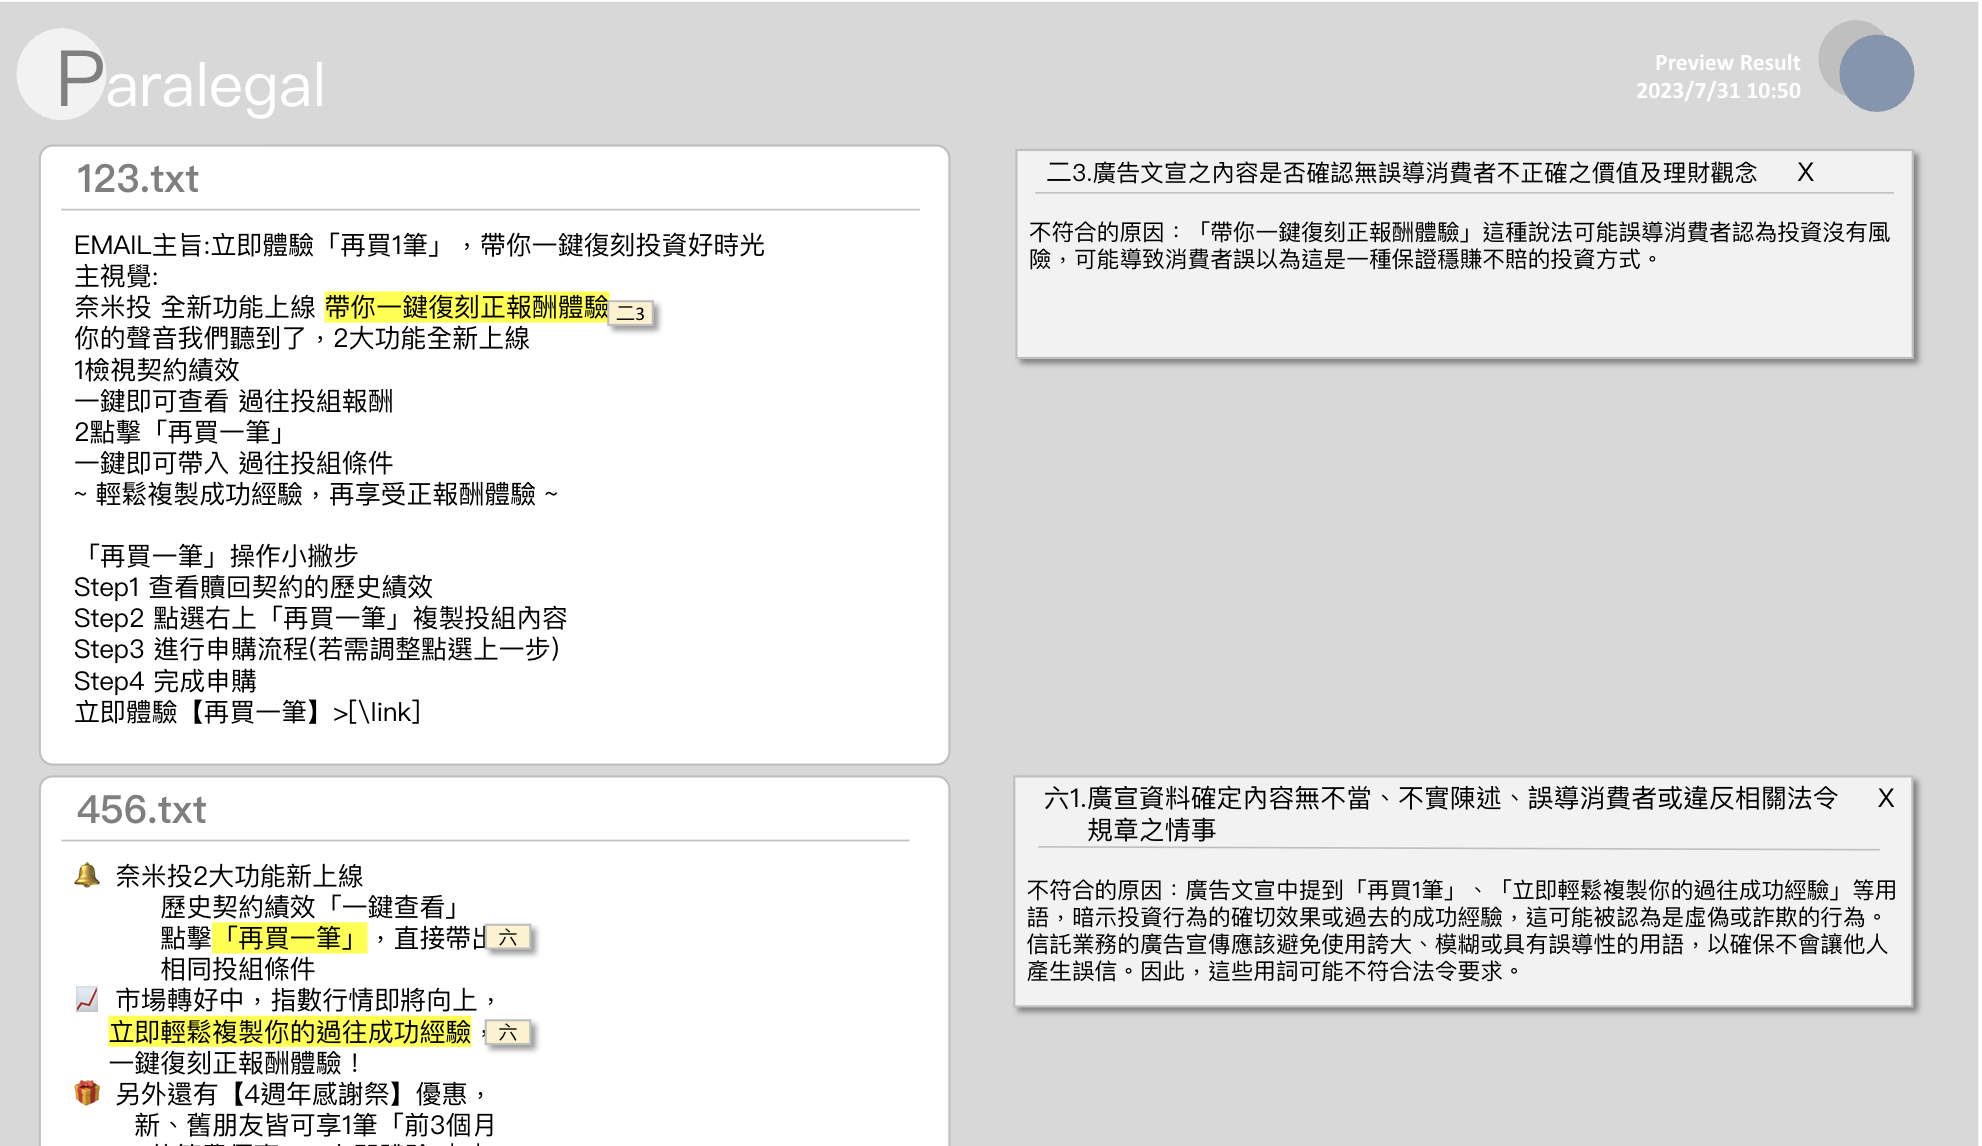 Paralegal
Preview Result
2023/7/31 10:50
123.txt
EMAIL主旨:立即體驗「再買1筆」，帶你一鍵復刻投資好時光
主視覺:
奈米投 全新功能上線 帶你一鍵復刻正報酬體驗
二3
你的聲音我們聽到了，2大功能全新上線
1檢視契約績效
一鍵即可查看 過往投組報酬
2點擊「再買一筆」
一鍵即可帶入 過往投組條件
~ 輕鬆複製成功經驗，再享受正報酬體驗 ~
「再買一筆」操作小撇步
Step1 查看贖回契約的歷史績效
Step2 點選右上「再買一筆」複製投組內容
Step3 進行申購流程(若需調整點選上一步)
Step4 完成申購
立即體驗【再買一筆】>[\link]
二3.廣告文宣之內容是否確認無誤導消費者不正確之價值及理財觀念 X
不符合的原因：「帶你一鍵復刻正報酬體驗」這種說法可能誤導消費者認為投資沒有風
險，可能導致消費者誤以為這是一種保證穩賺不賠的投資方式。
456.txt
🔔 奈米投2大功能新上線
歷史契約績效「一鍵查看」
點擊「再買一筆」，直接帶出
六
相同投組條件
📈 市場轉好中，指數行情即將向上，
立即輕鬆複製你的過往成功經驗，
六
一鍵復刻正報酬體驗！
🎁 另外還有【4週年感謝祭】優惠，
新、舊朋友皆可享1筆「前3個月
六1.廣宣資料確定內容無不當、不實陳述、誤導消費者或違反相關法令 X
規章之情事
不符合的原因：廣告文宣中提到「再買1筆」、「立即輕鬆複製你的過往成功經驗」等用
語，暗示投資行為的確切效果或過去的成功經驗，這可能被認為是虛偽或詐欺的行為。
信託業務的廣告宣傳應該避免使用誇大、模糊或具有誤導性的用語，以確保不會讓他人
產生誤信。因此，這些用詞可能不符合法令要求。